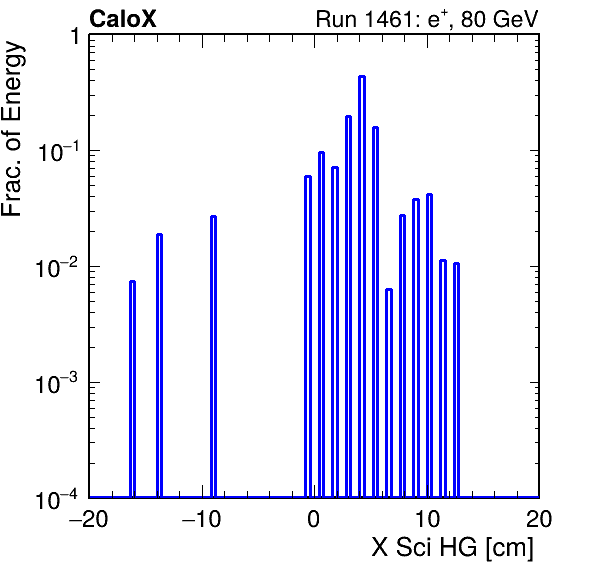 CaloX Run 1461: e⁺, 80 GeV
Frac. of Energy
1
10⁻¹
10⁻²
10⁻³
10⁻⁴
−20 −10 0 10 20
X Sci HG [cm]